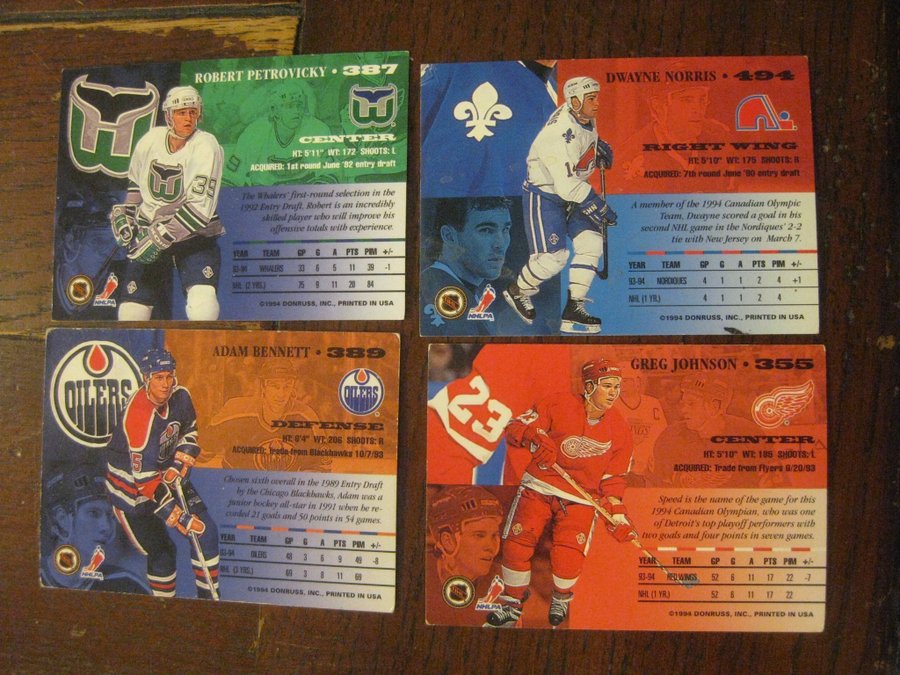 ROBERT PETROVICKY • 387
CENTER
HT: 5'11" WT: 172 SHOOTS: L
ACQUIRED: 1st round June '92 entry draft
The Whalers' first-round selection in the
1992 Entry Draft. Robert is an incredibly
skilled player who will improve his
offensive totals with experience.
YEAR TEAM GP G A PTS PIM +/-
93-94 WHALERS 33 6 5 11 39 -1
NHL (2 YRS.) 75 9 11 20 84
©1994 DONRUSS, INC., PRINTED IN USA
NHLPA
39
DWAYNE NORRIS • 494
RIGHT WING
HT: 5'10" WT: 175 SHOOTS: R
ACQUIRED: 7th round June '90 entry draft
A member of the 1994 Canadian Olympic
Team, Dwayne scored a goal in his
second NHL game in the Nordiques' 2-2
tie with New Jersey on March 7.
YEAR TEAM GP G A PTS PIM +/-
93-94 NORDIQUES 4 1 1 2 4 +1
NHL (1 YR.) 4 1 1 2 4
©1994 DONRUSS, INC., PRINTED IN USA
NHLPA
ADAM BENNETT • 389
OILERS
OILERS
DEFENSE
HT: 6'4" WT: 206 SHOOTS: R
ACQUIRED: Trade from Blackhawks 10/7/93
Chosen sixth overall in the 1989 Entry Draft
by the Chicago Blackhawks, Adam was a
junior hockey all-star in 1991 when he re-
corded 21 goals and 50 points in 54 games.
YEAR TEAM GP G A PTS PIM +/-
93-94 OILERS 48 3 6 9 49 -8
NHL (3 YRS.) 69 3 8 11 69
©1994 DONRUSS, INC., PRINTED IN USA
NHLPA
5
GREG JOHNSON • 355
23
CENTER
HT: 5'10" WT: 185 SHOOTS: L
ACQUIRED: Trade from Flyers 6/20/93
Speed is the name of the game for this
1994 Canadian Olympian, who was one
of Detroit's top playoff performers with
two goals and four points in seven games.
YEAR TEAM GP G A PTS PIM +/-
93-94 RED WINGS 52 6 11 17 22 -7
NHL (1 YR.) 52 6 11 17 22
©1994 DONRUSS, INC., PRINTED IN USA
NHLPA